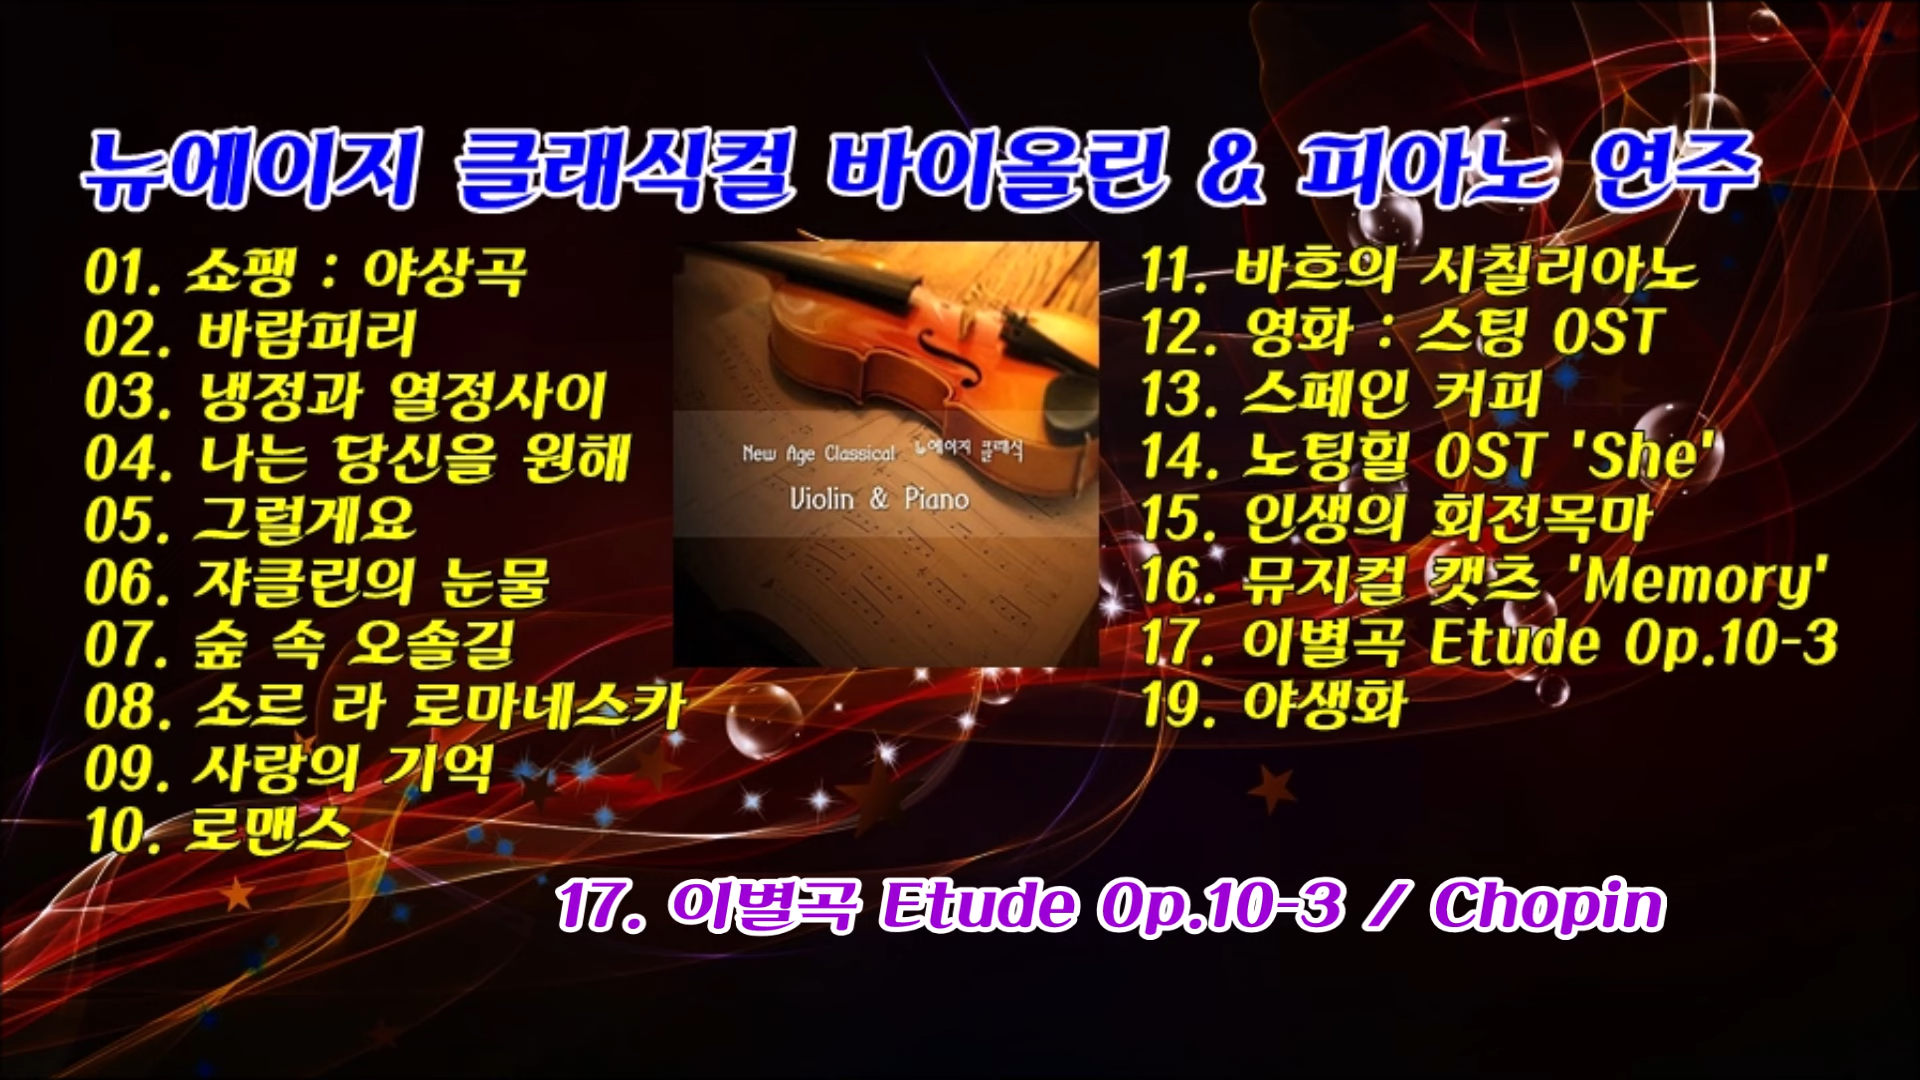 뉴에이지 클래식컬 바이올린 & 피아노 연주
01. 쇼팽 : 야상곡
02. 바람피리
03. 냉정과 열정사이
04. 나는 당신을 원해
05. 그럴게요
06. 쟈클린의 눈물
07. 숲 속 오솔길
08. 소르 라 로마네스카
09. 사랑의 기억
10. 로맨스
New Age Classical 뉴에이지 클래식
Violin & Piano
11. 바흐의 시칠리아노
12. 영화 : 스팅 OST
13. 스페인 커피
14. 노팅힐 OST 'She'
15. 인생의 회전목마
16. 뮤지컬 캣츠 'Memory'
17. 이별곡 Etude Op.10-3
19. 야생화
17. 이별곡 Etude Op.10-3 / Chopin